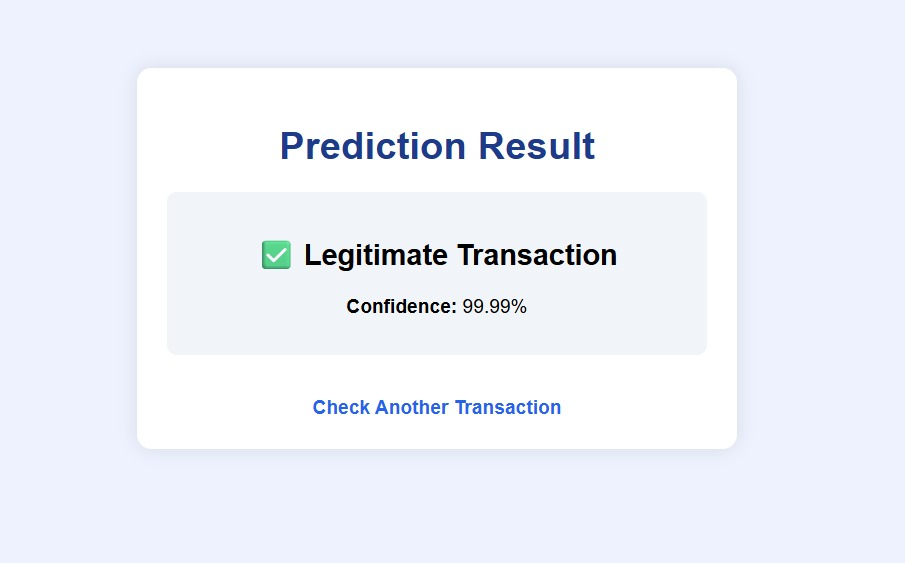 Prediction Result
✅ Legitimate Transaction
Confidence: 99.99%
Check Another Transaction